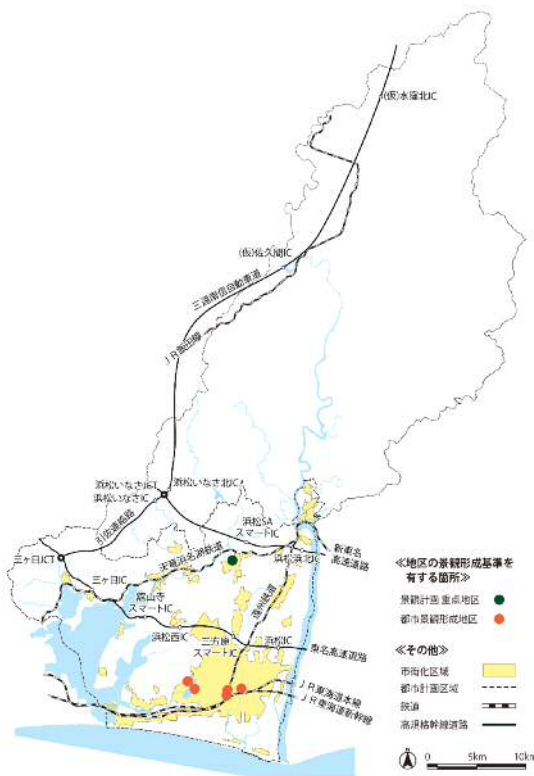 (仮)水窪北IC
(仮)佐久間IC
三遠南信自動車道
JR飯田線
浜松いなさJCT
浜松いなさIC
浜松いなさ北IC
引佐連絡路
浜松SA
スマートIC
新東名
高速道路
浜松浜北IC
三ヶ日JCT
天竜浜名湖鉄道
三ヶ日IC
舘山寺
スマートIC
遠州鉄道
浜松西IC
三方原
スマートIC
浜松IC
東名高速道路
JR東海道本線
JR東海道新幹線
≪地区の景観形成基準を
有する箇所≫
景観計画重点地区
都市景観形成地区
≪その他≫
市街化区域
都市計画区域
鉄道
高規格幹線道路
N
0 5km 10km